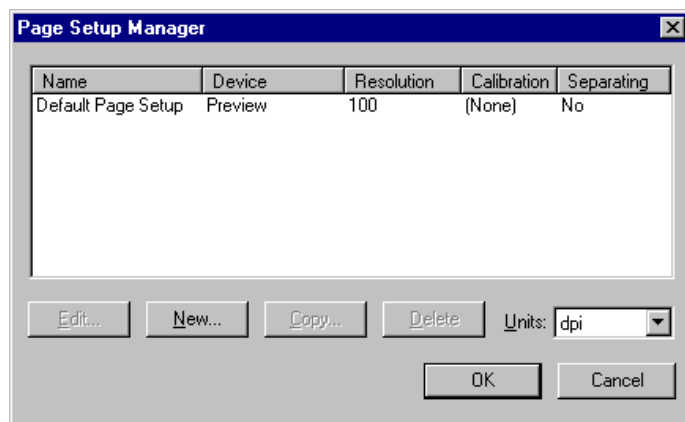 Page Setup Manager
Name Device Resolution Calibration Separating
Default Page Setup Preview 100 (None) No
Edit... New... Copy... Delete Units: dpi
OK Cancel